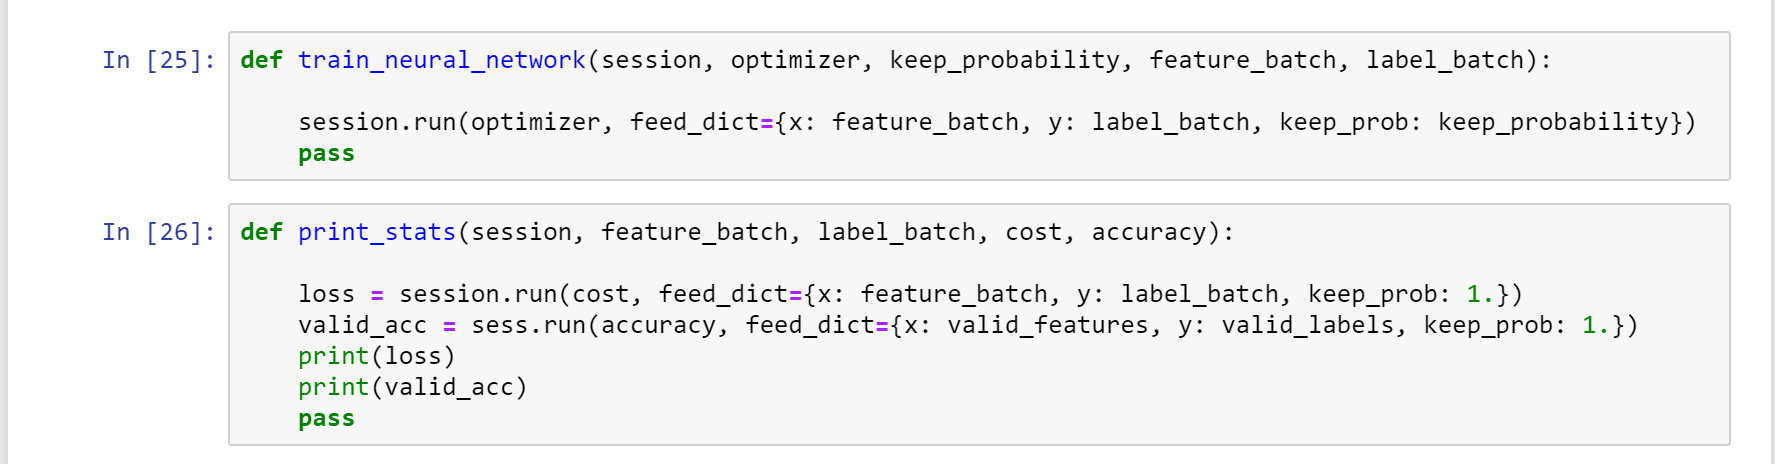 In [25]: def train_neural_network(session, optimizer, keep_probability, feature_batch, label_batch):
session.run(optimizer, feed_dict={x: feature_batch, y: label_batch, keep_prob: keep_probability})
pass
In [26]: def print_stats(session, feature_batch, label_batch, cost, accuracy):
loss = session.run(cost, feed_dict={x: feature_batch, y: label_batch, keep_prob: 1.})
valid_acc = sess.run(accuracy, feed_dict={x: valid_features, y: valid_labels, keep_prob: 1.})
print(loss)
print(valid_acc)
pass